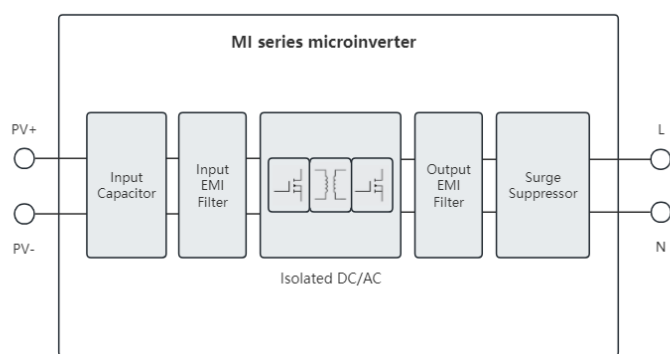 MI series microinverter
PV+
L
Input
Capacitor
Input
EMI
Filter
Output
EMI
Filter
Surge
Suppressor
PV-
N
Isolated DC/AC